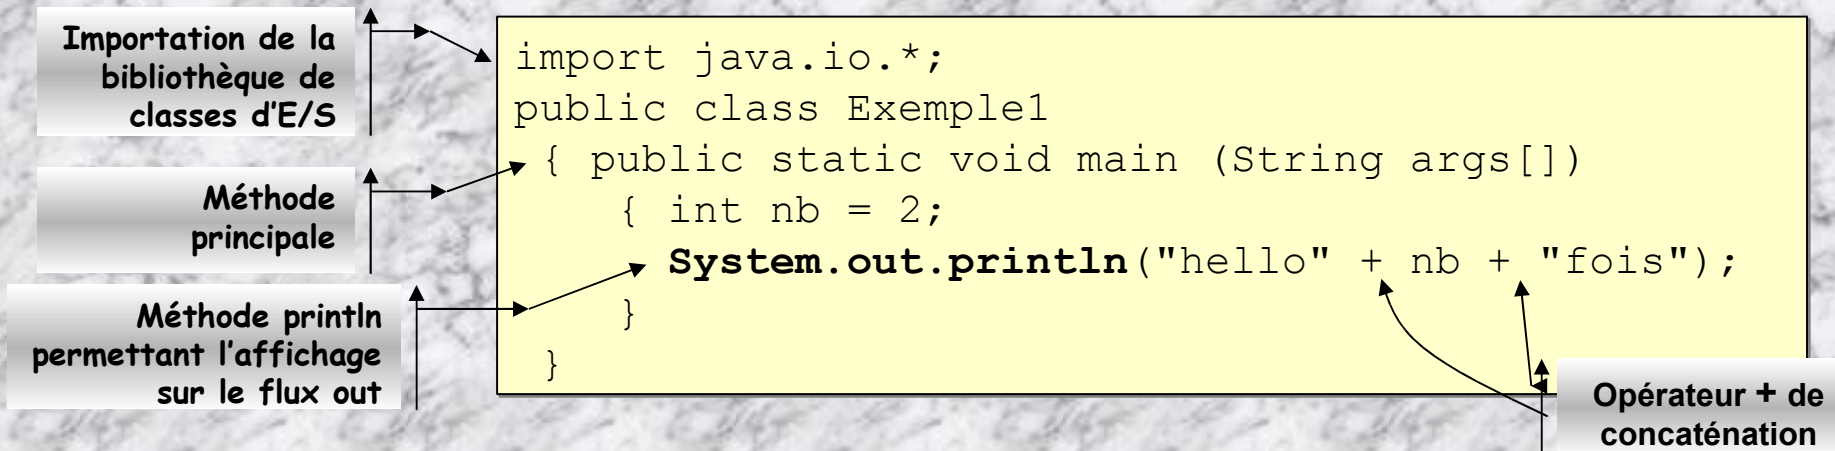 Importation de la
bibliothèque de
classes d'E/S
Méthode
principale
Méthode println
permettant l'affichage
sur le flux out
import java.io.*;
public class Exemple1
{ public static void main (String args[])
{ int nb = 2;
System.out.println("hello" + nb + "fois");
}
}
Opérateur + de
concaténation